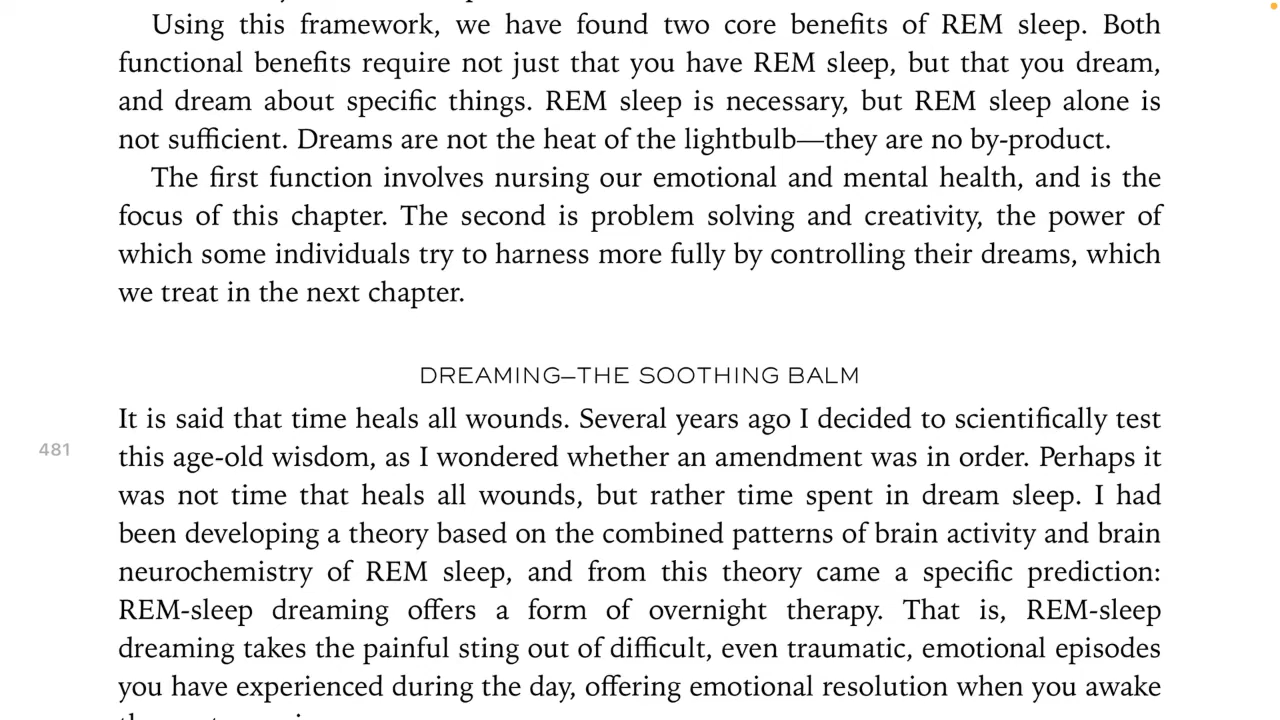 Using this framework, we have found two core benefits of REM sleep. Both
functional benefits require not just that you have REM sleep, but that you dream,
and dream about specific things. REM sleep is necessary, but REM sleep alone is
not sufficient. Dreams are not the heat of the lightbulb—they are no by-product.
The first function involves nursing our emotional and mental health, and is the
focus of this chapter. The second is problem solving and creativity, the power of
which some individuals try to harness more fully by controlling their dreams, which
we treat in the next chapter.
DREAMING—THE SOOTHING BALM
It is said that time heals all wounds. Several years ago I decided to scientifically test
481
this age-old wisdom, as I wondered whether an amendment was in order. Perhaps it
was not time that heals all wounds, but rather time spent in dream sleep. I had
been developing a theory based on the combined patterns of brain activity and brain
neurochemistry of REM sleep, and from this theory came a specific prediction:
REM-sleep dreaming offers a form of overnight therapy. That is, REM-sleep
dreaming takes the painful sting out of difficult, even traumatic, emotional episodes
you have experienced during the day, offering emotional resolution when you awake